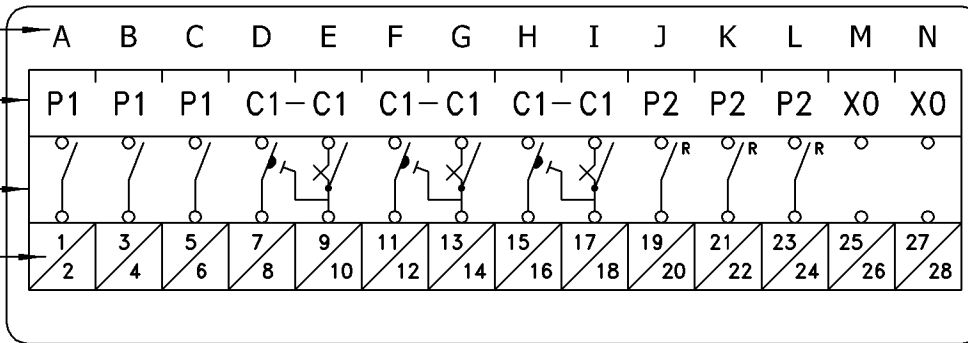 A B C D E F G H I J K L M N
P1 P1 P1 C1-C1 C1-C1 C1-C1 P2 P2 P2 X0 X0
R R R
1 3 5 7 9 11 13 15 17 19 21 23 25 27
2 4 6 8 10 12 14 16 18 20 22 24 26 28